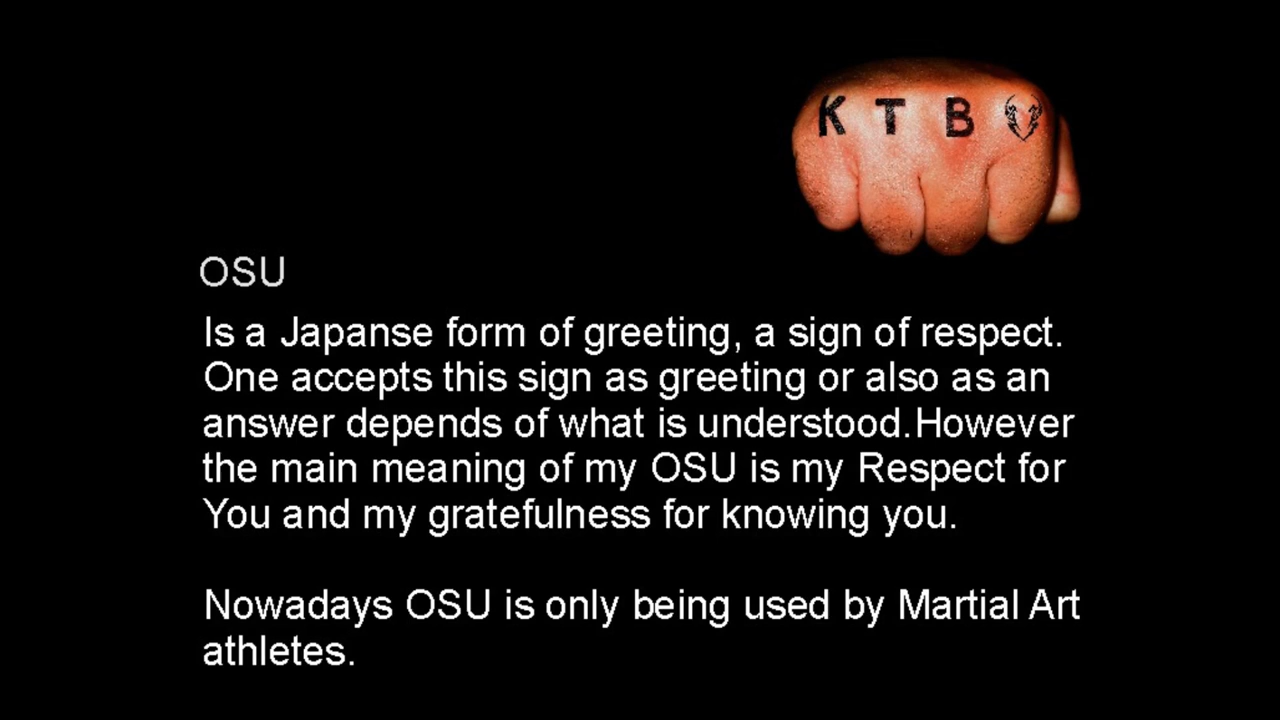 K T B
OSU
Is a Japanse form of greeting, a sign of respect.
One accepts this sign as greeting or also as an
answer depends of what is understood.However
the main meaning of my OSU is my Respect for
You and my gratefulness for knowing you.
Nowadays OSU is only being used by Martial Art
athletes.